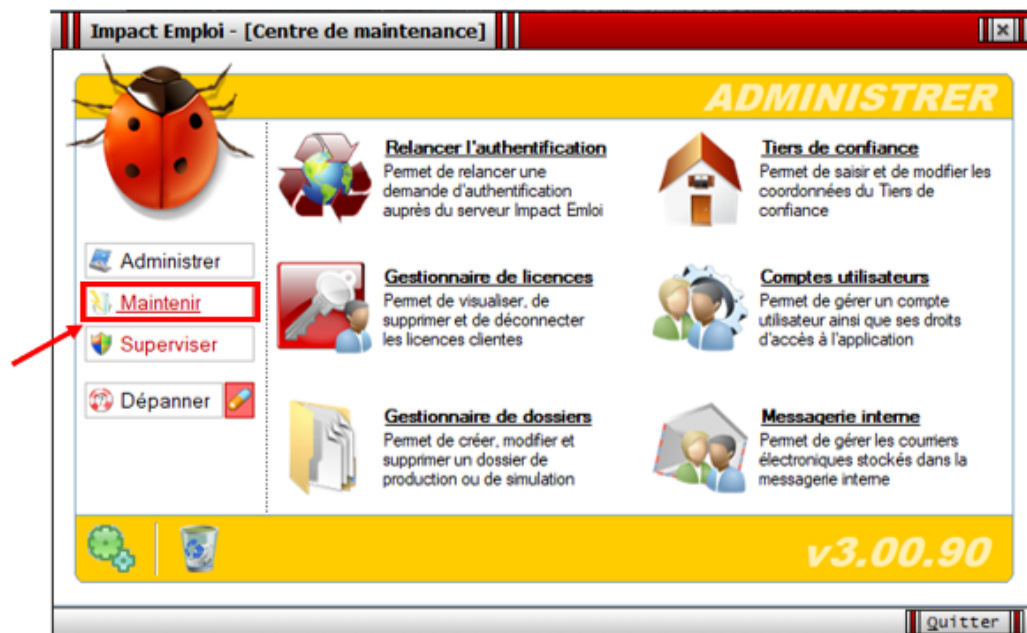 Impact Emploi - [Centre de maintenance]
ADMINISTRER
Administrer
Maintenir
Superviser
Dépanner
Relancer l'authentification
Permet de relancer une
demande d'authentification
auprès du serveur Impact Emloi
Tiers de confiance
Permet de saisir et de modifier les
coordonnées du Tiers de
confiance
Gestionnaire de licences
Permet de visualiser, de
supprimer et de déconnecter
les licences clientes
Comptes utilisateurs
Permet de gérer un compte
utilisateur ainsi que ses droits
d'accès à l'application
Gestionnaire de dossiers
Permet de créer, modifier et
supprimer un dossier de
production ou de simulation
Messagerie interne
Permet de gérer les courriers
électroniques stockés dans la
messagerie interne
v3.00.90
Quitter